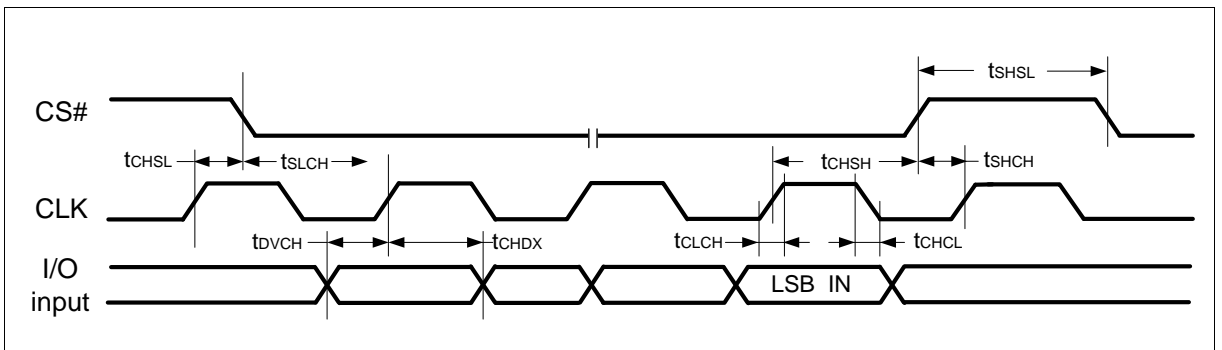 tSHSL
CS#
tCHSL tSLCH tCHSH tSHCH
CLK
tDVCH tCHDX tCLCH tCHCL
I/O
input
LSB IN